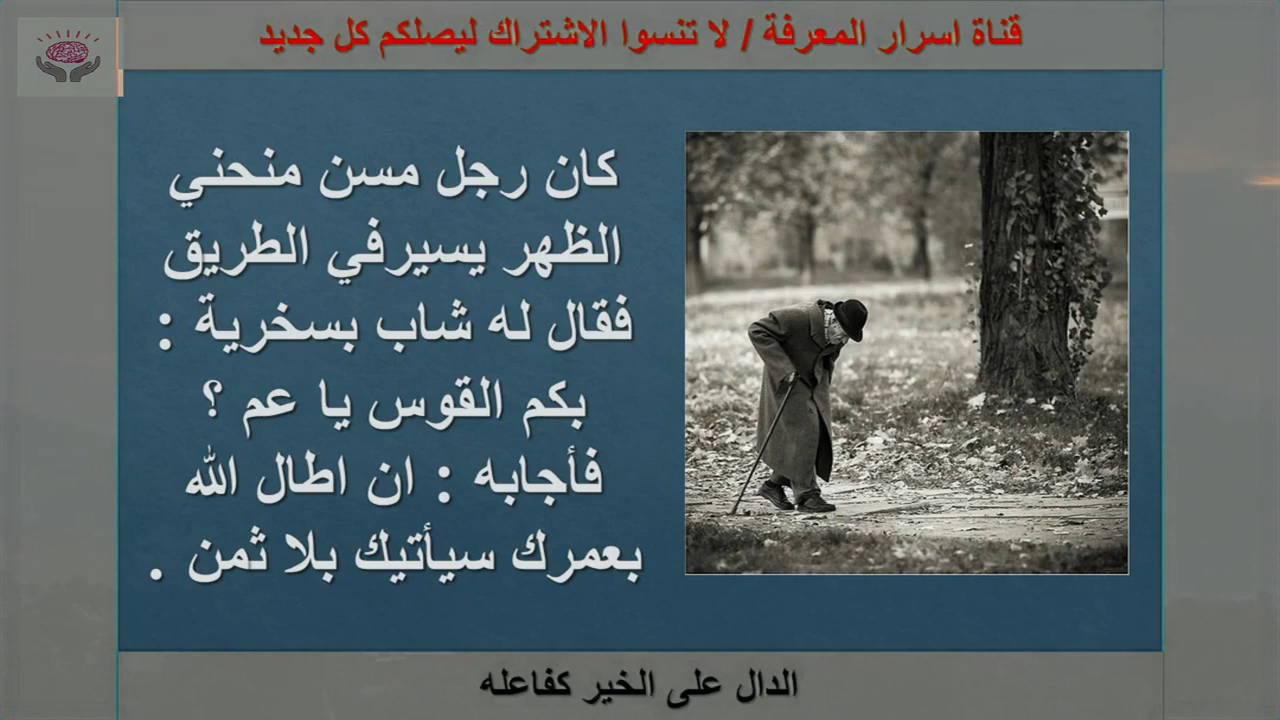 قناة اسرار المعرفة / لا تنسوا الاشتراك ليصلكم كل جديد
كان رجل مسن منحني
الظهر يسيرفي الطريق
فقال له شاب بسخرية :
بكم القوس يا عم ؟
فأجابه : ان اطال الله
بعمرك سيأتيك بلا ثمن .
الدال على الخير كفاعله